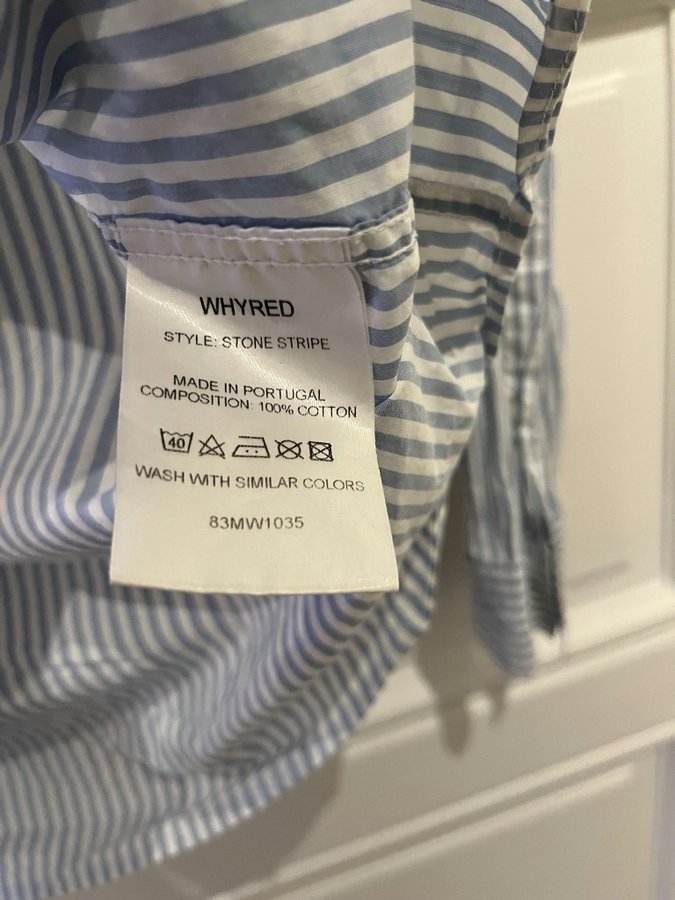 WHYRED
STYLE: STONE STRIPE
MADE IN PORTUGAL
COMPOSITION: 100% COTTON
40
WASH WITH SIMILAR COLORS
83MW1035